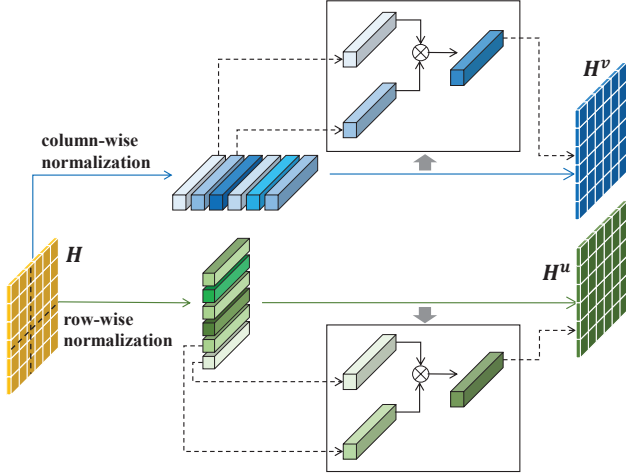 H^v
column-wise
normalization
H
H^u
row-wise
normalization